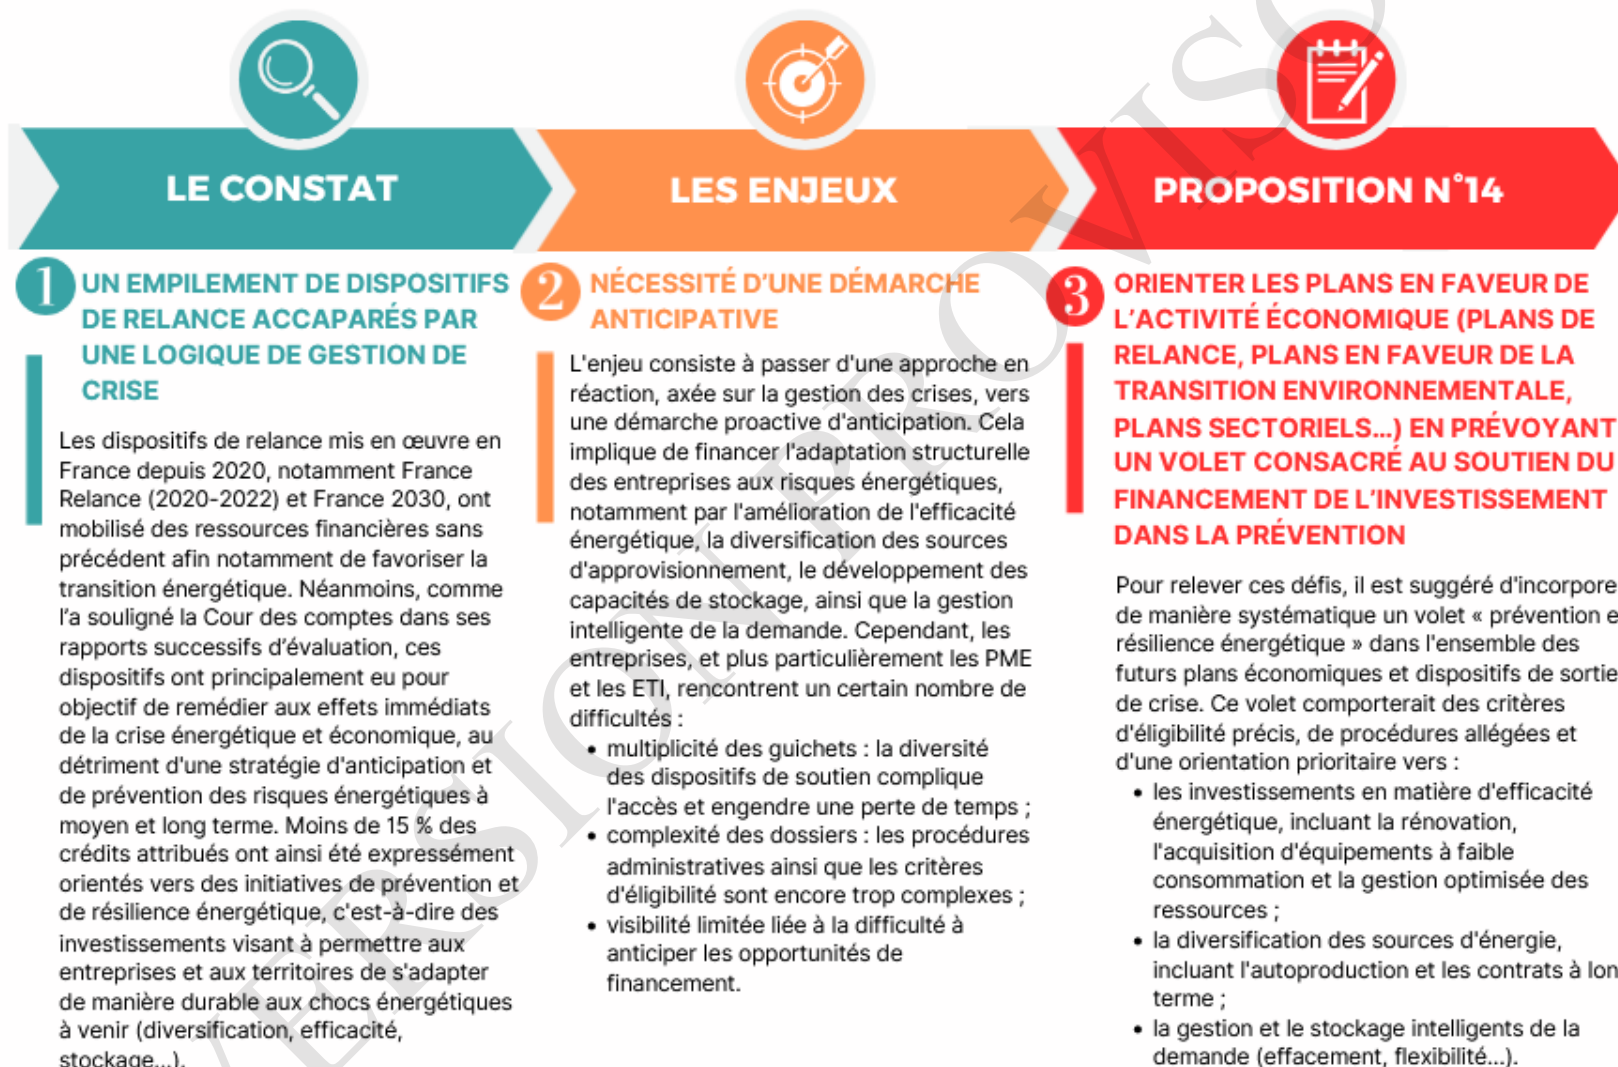 LE CONSTAT
LES ENJEUX
PROPOSITION N°14
1
UN EMPILEMENT DE DISPOSITIFS
DE RELANCE ACCAPARÉS PAR
UNE LOGIQUE DE GESTION DE
CRISE
Les dispositifs de relance mis en œuvre en
France depuis 2020, notamment France
Relance (2020-2022) et France 2030, ont
mobilisé des ressources financières sans
précédent afin notamment de favoriser la
transition énergétique. Néanmoins, comme
l’a souligné la Cour des comptes dans ses
rapports successifs d’évaluation, ces
dispositifs ont principalement eu pour
objectif de remédier aux effets immédiats
de la crise énergétique et économique, au
détriment d'une stratégie d'anticipation et
de prévention des risques énergétiques à
moyen et long terme. Moins de 15 % des
crédits attribués ont ainsi été expressément
orientés vers des initiatives de prévention et
de résilience énergétique, c'est-à-dire des
investissements visant à permettre aux
entreprises et aux territoires de s'adapter
de manière durable aux chocs énergétiques
à venir (diversification, efficacité,
stockage...).
2
NÉCESSITÉ D’UNE DÉMARCHE
ANTICIPATIVE
L'enjeu consiste à passer d'une approche en
réaction, axée sur la gestion des crises, vers
une démarche proactive d'anticipation. Cela
implique de financer l'adaptation structurelle
des entreprises aux risques énergétiques,
notamment par l'amélioration de l'efficacité
énergétique, la diversification des sources
d'approvisionnement, le développement des
capacités de stockage, ainsi que la gestion
intelligente de la demande. Cependant, les
entreprises, et plus particulièrement les PME
et les ETI, rencontrent un certain nombre de
difficultés :
• multiplicité des guichets : la diversité
des dispositifs de soutien complique
l'accès et engendre une perte de temps ;
• complexité des dossiers : les procédures
administratives ainsi que les critères
d'éligibilité sont encore trop complexes ;
• visibilité limitée liée à la difficulté à
anticiper les opportunités de
financement.
3
ORIENTER LES PLANS EN FAVEUR DE
L’ACTIVITÉ ÉCONOMIQUE (PLANS DE
RELANCE, PLANS EN FAVEUR DE LA
TRANSITION ENVIRONNEMENTALE,
PLANS SECTORIELS...) EN PRÉVOYANT
UN VOLET CONSACRÉ AU SOUTIEN DU
FINANCEMENT DE L’INVESTISSEMENT
DANS LA PRÉVENTION
Pour relever ces défis, il est suggéré d'incorpore
de manière systématique un volet « prévention e
résilience énergétique » dans l'ensemble des
futurs plans économiques et dispositifs de sortie
de crise. Ce volet comporterait des critères
d'éligibilité précis, de procédures allégées et
d'une orientation prioritaire vers :
• les investissements en matière d'efficacité
énergétique, incluant la rénovation,
l'acquisition d'équipements à faible
consommation et la gestion optimisée des
ressources ;
• la diversification des sources d'énergie,
incluant l'autoproduction et les contrats à lon
terme ;
• la gestion et le stockage intelligents de la
demande (effacement, flexibilité...).
VERSION PROVISO